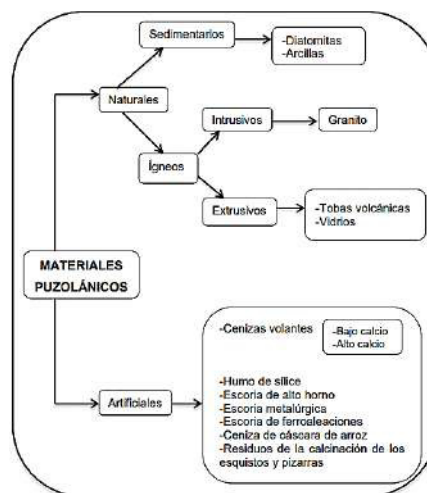 Sedimentarios
-Diatomitas
-Arcillas
Naturales
Intrusivos
Granito
Ígneos
Extrusivos
-Tobas volcánicas
-Vidrios
MATERIALES
PUZOLÁNICOS
-Cenizas volantes
-Bajo calcio
-Alto calcio
Artificiales
-Humo de sílice
-Escoria de alto horno
-Escoria metalúrgica
-Escoria de ferroaleaciones
-Ceniza de cáscara de arroz
-Residuos de la calcinación de los
esquistos y pizarras